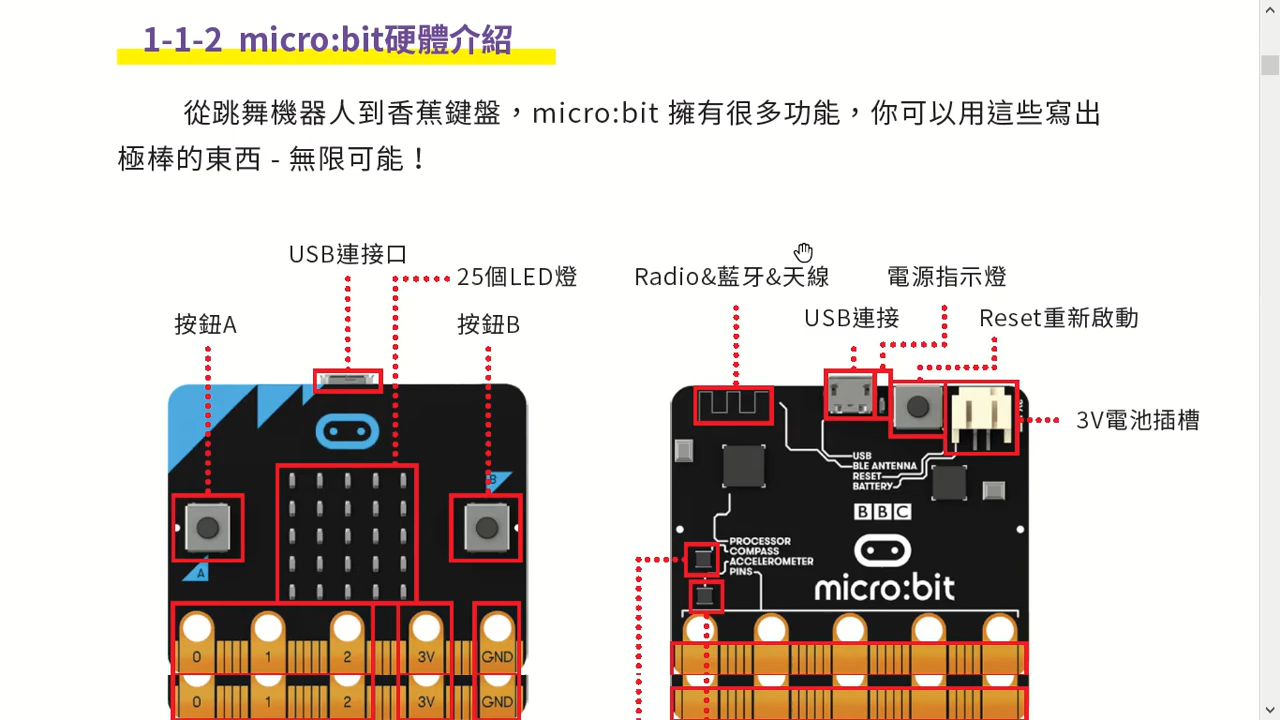 1-1-2 micro:bit硬體介紹
從跳舞機器人到香蕉鍵盤，micro:bit 擁有很多功能，你可以用這些寫出
極棒的東西 - 無限可能！
USB連接口
25個LED燈
按鈕A
按鈕B
B
A
0 1 2 3V GND
0 1 2 3V GND
Radio&藍牙&天線
電源指示燈
USB連接
Reset重新啟動
3V電池插槽
USB
BLE ANTENNA
RESET
BATTERY
BBC
PROCESSOR
COMPASS
ACCELEROMETER
PINS
micro:bit